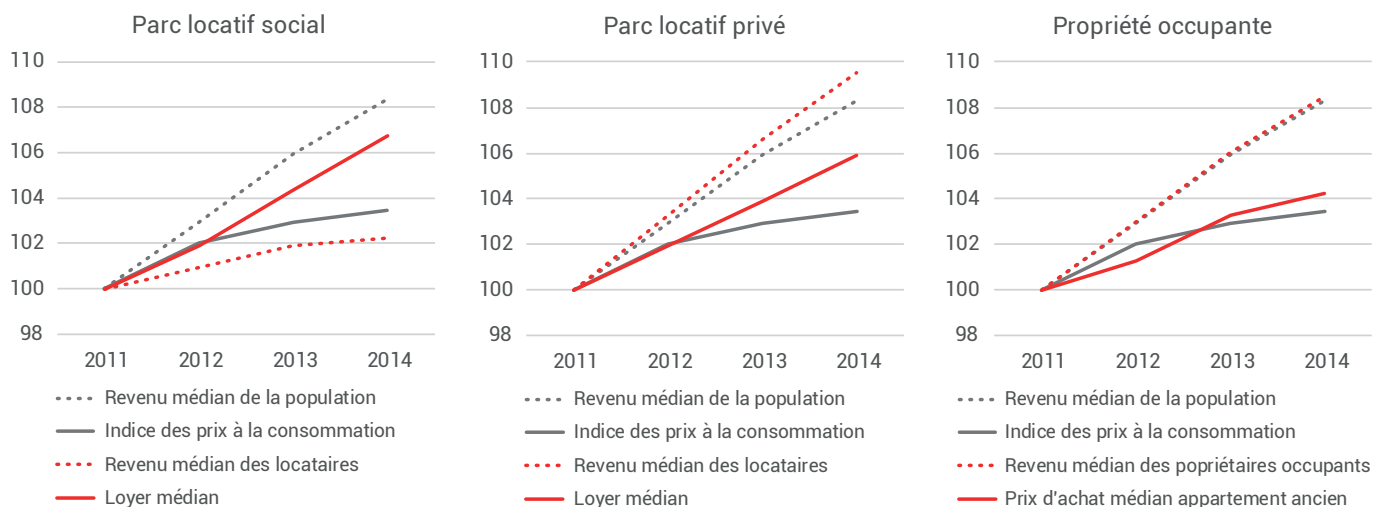 Parc locatif social
110
108
106
104
102
100
98
2011 2012 2013 2014
Revenu médian de la population
Indice des prix à la consommation
Revenu médian des locataires
Loyer médian
Parc locatif privé
110
108
106
104
102
100
98
2011 2012 2013 2014
Revenu médian de la population
Indice des prix à la consommation
Revenu médian des locataires
Loyer médian
Propriété occupante
110
108
106
104
102
100
98
2011 2012 2013 2014
Revenu médian de la population
Indice des prix à la consommation
Revenu médian des popriétaires occupants
Prix d'achat médian appartement ancien